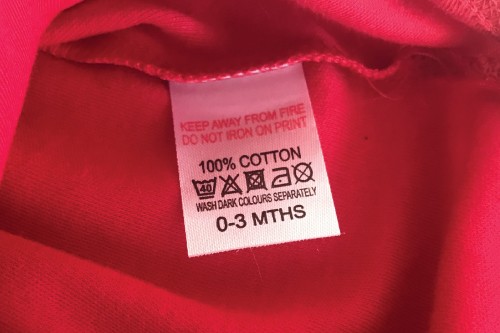 KEEP AWAY FROM FIRE
DO NOT IRON ON PRINT
100% COTTON
40
WASH DARK COLOURS SEPARATELY
0-3 MTHS